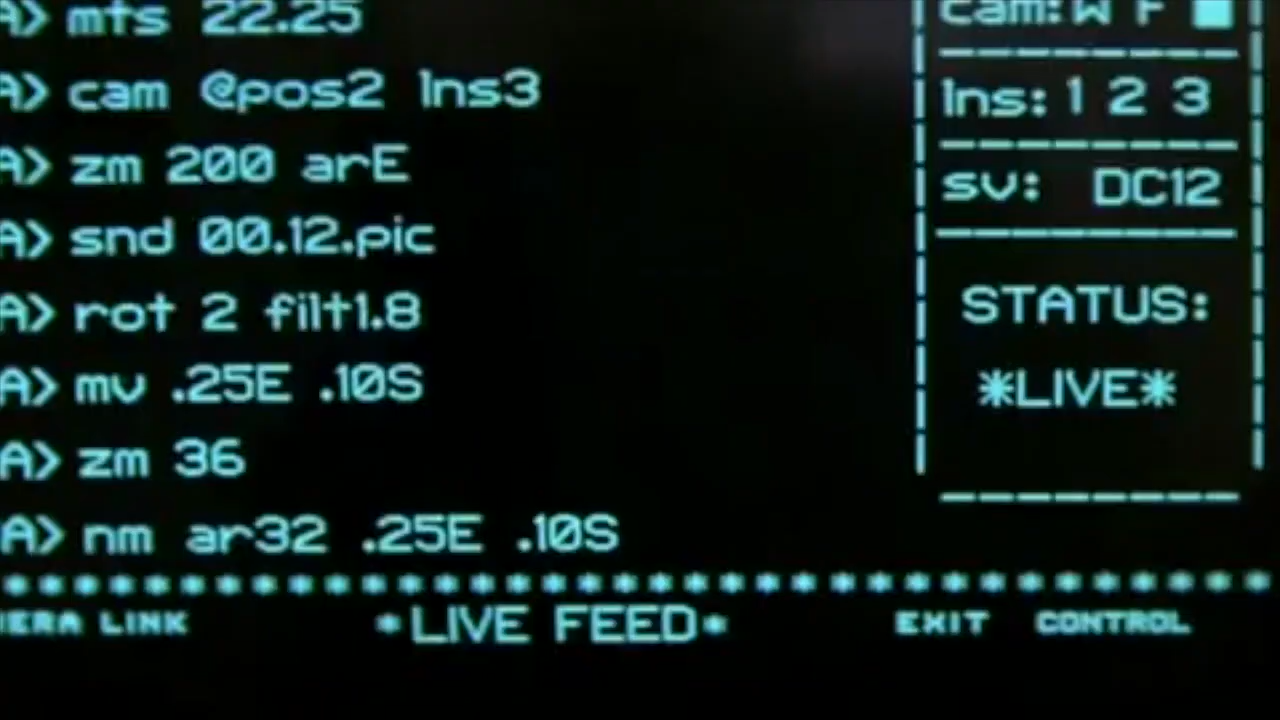 A> mts 22.25
A> cam @pos2 lns3
A> zm 200 arE
A> snd 00.12.pic
A> rot 2 filt1.8
A> mv .25E .10S
A> zm 36
A> nm ar32 .25E .10S
cam: W F
lns: 1 2 3
sv: DC12
STATUS:
*LIVE*
LINK *LIVE FEED* EXIT CONTROL